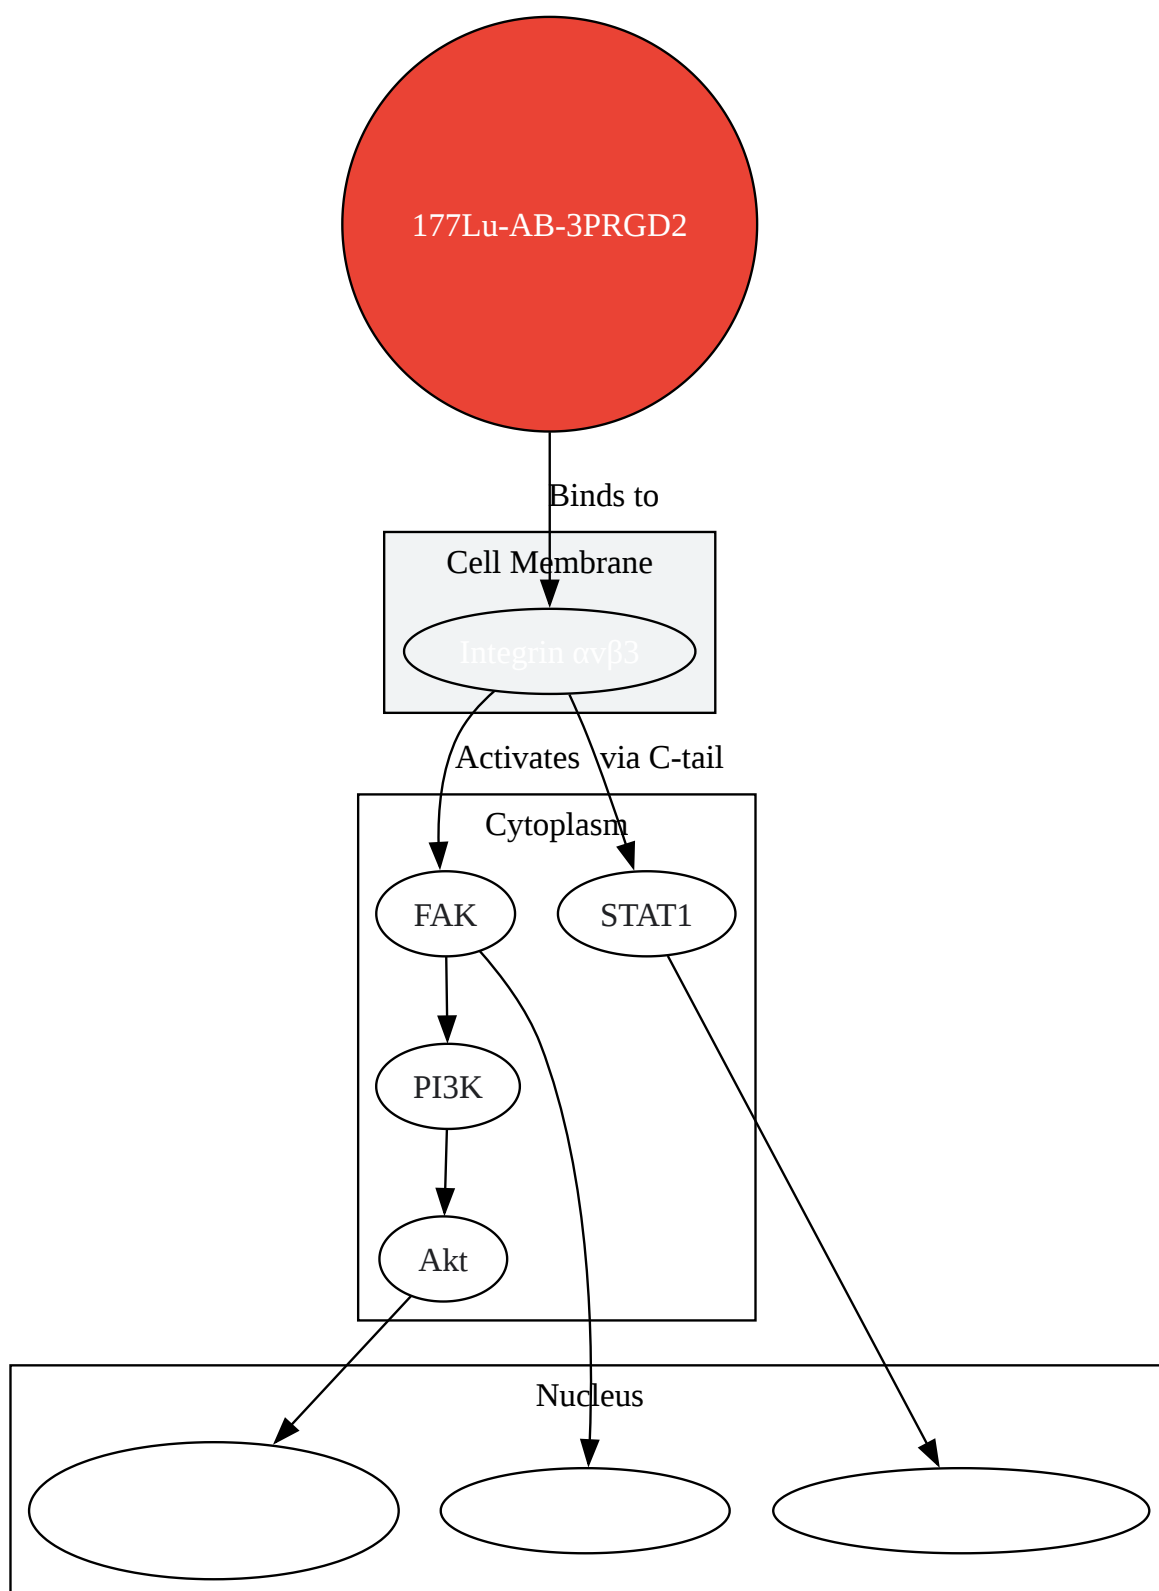 177Lu-AB-3PRGD2
Binds to
Cell Membrane
Integrin αvβ3
Activates
via C-tail
Cytoplasm
FAK
STAT1
PI3K
Akt
Nucleus